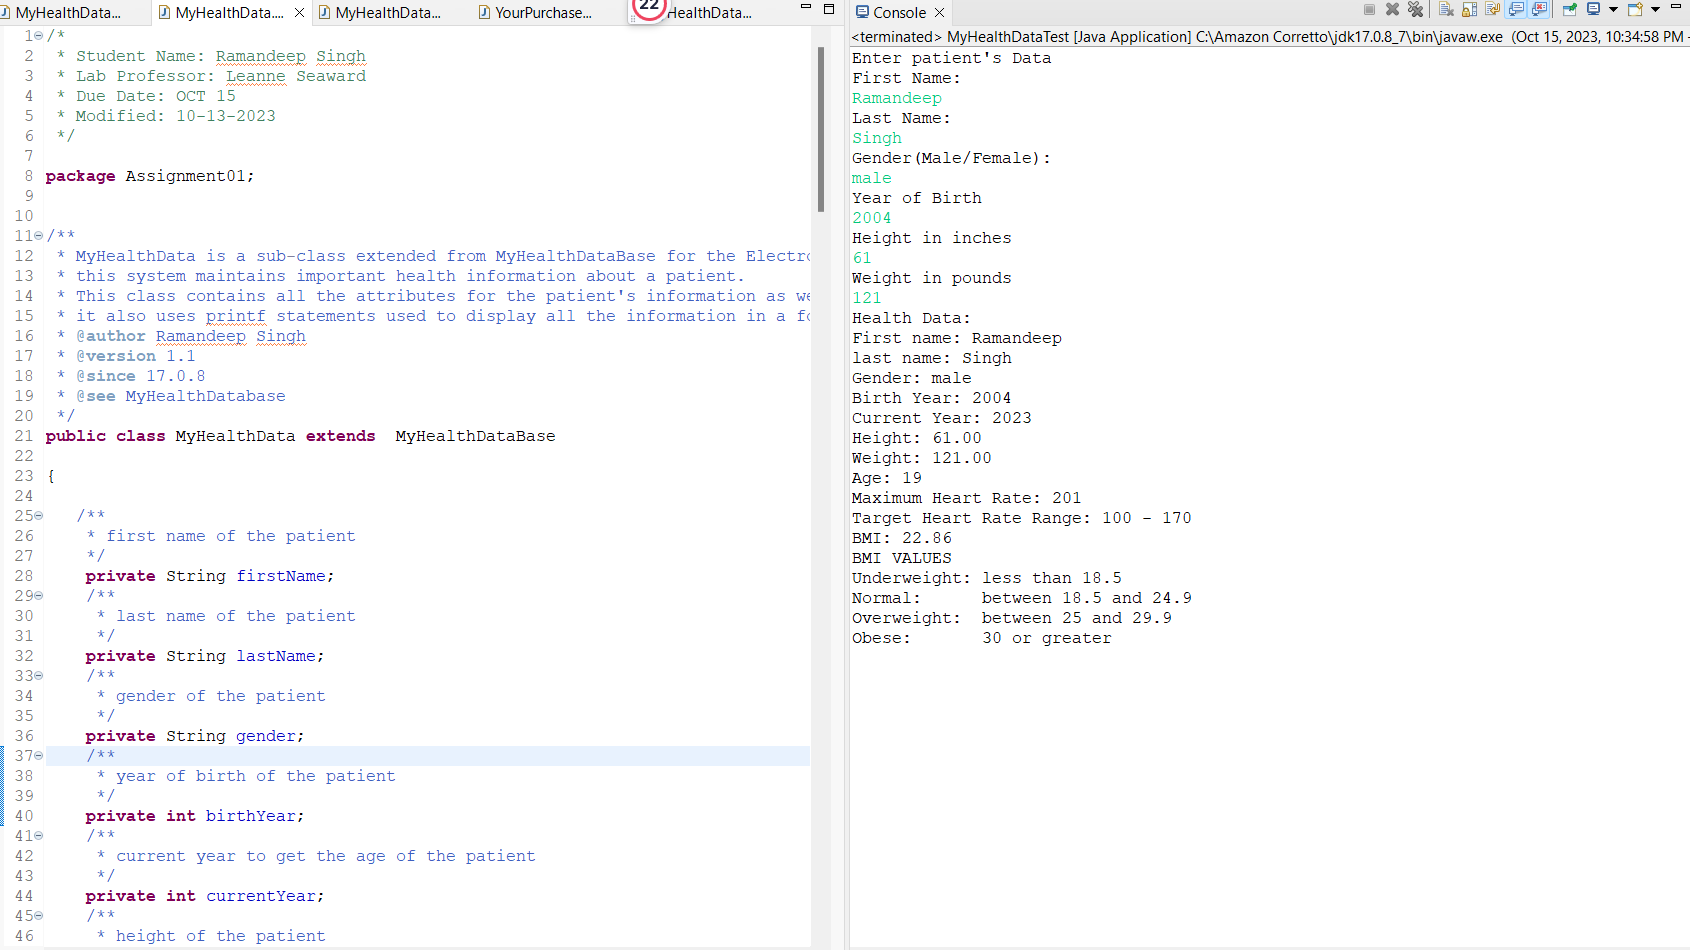 MyHealthData...
MyHealthData....
MyHealthData...
YourPurchase...
22
HealthData...
1 /*
2 * Student Name: Ramandeep Singh
3 * Lab Professor: Leanne Seaward
4 * Due Date: OCT 15
5 * Modified: 10-13-2023
6 */
7
8 package Assignment01;
9
10
11 /**
12 * MyHealthData is a sub-class extended from MyHealthDataBase for the Electro
13 * this system maintains important health information about a patient.
14 * This class contains all the attributes for the patient's information as we
15 * it also uses printf statements used to display all the information in a fo
16 * @author Ramandeep Singh
17 * @version 1.1
18 * @since 17.0.8
19 * @see MyHealthDatabase
20 */
21 public class MyHealthData extends  MyHealthDataBase
22
23 {
24
25 /**
26 * first name of the patient
27 */
28 private String firstName;
29 /**
30 * last name of the patient
31 */
32 private String lastName;
33 /**
34 * gender of the patient
35 */
36 private String gender;
37 /**
38 * year of birth of the patient
39 */
40 private int birthYear;
41 /**
42 * current year to get the age of the patient
43 */
44 private int currentYear;
45 /**
46 * height of the patient
Console
<terminated> MyHealthDataTest [Java Application] C:\Amazon Corretto\jdk17.0.8_7\bin\javaw.exe (Oct 15, 2023, 10:34:58 PM -
Enter patient's Data
First Name:
Ramandeep
Last Name:
Singh
Gender(Male/Female):
male
Year of Birth
2004
Height in inches
61
Weight in pounds
121
Health Data:
First name: Ramandeep
last name: Singh
Gender: male
Birth Year: 2004
Current Year: 2023
Height: 61.00
Weight: 121.00
Age: 19
Maximum Heart Rate: 201
Target Heart Rate Range: 100 - 170
BMI: 22.86
BMI VALUES
Underweight: less than 18.5
Normal:      between 18.5 and 24.9
Overweight:  between 25 and 29.9
Obese:       30 or greater